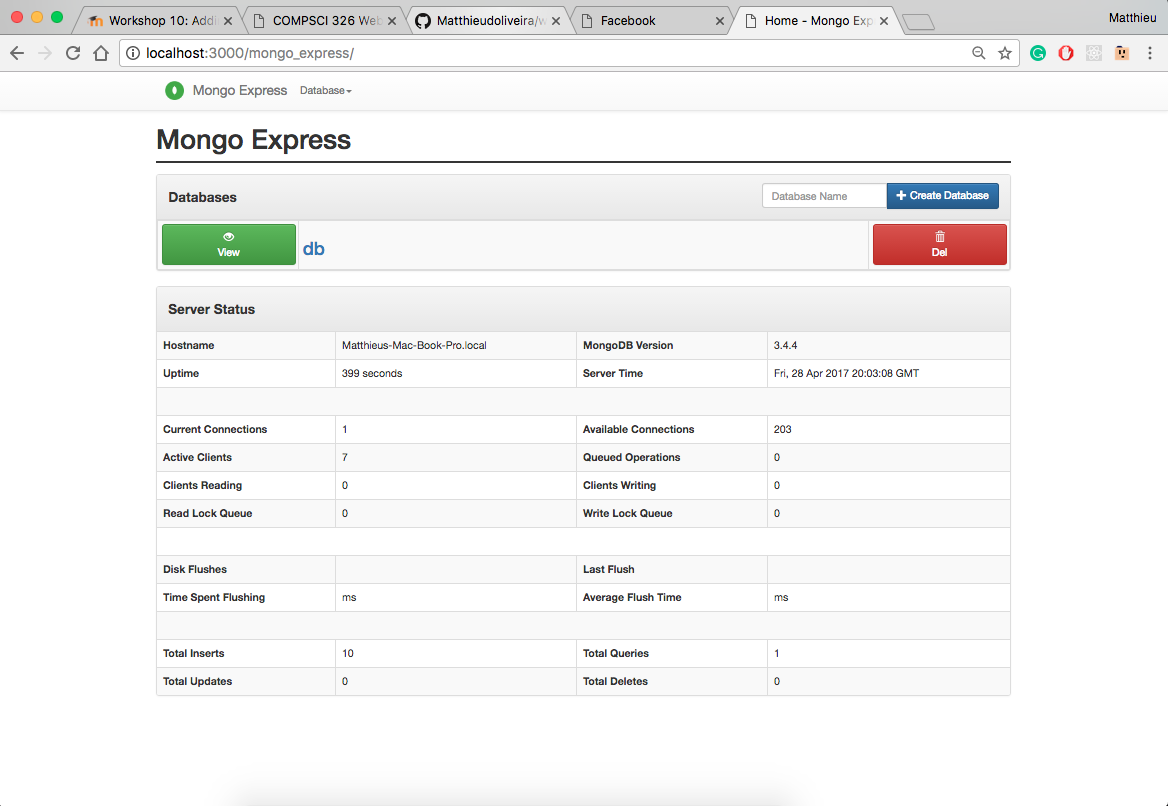 Workshop 10: Addi
COMPSCI 326 Web
Matthieudoliveira/w
Facebook
Home - Mongo Exp
Matthieu
localhost:3000/mongo_express/
Mongo Express
Database
Mongo Express
Databases
Database Name
Create Database
View
db
Del
Server Status
Hostname Matthieus-Mac-Book-Pro.local MongoDB Version 3.4.4
Uptime 399 seconds Server Time Fri, 28 Apr 2017 20:03:08 GMT
Current Connections 1 Available Connections 203
Active Clients 7 Queued Operations 0
Clients Reading 0 Clients Writing 0
Read Lock Queue 0 Write Lock Queue 0
Disk Flushes Last Flush
Time Spent Flushing ms Average Flush Time ms
Total Inserts 10 Total Queries 1
Total Updates 0 Total Deletes 0